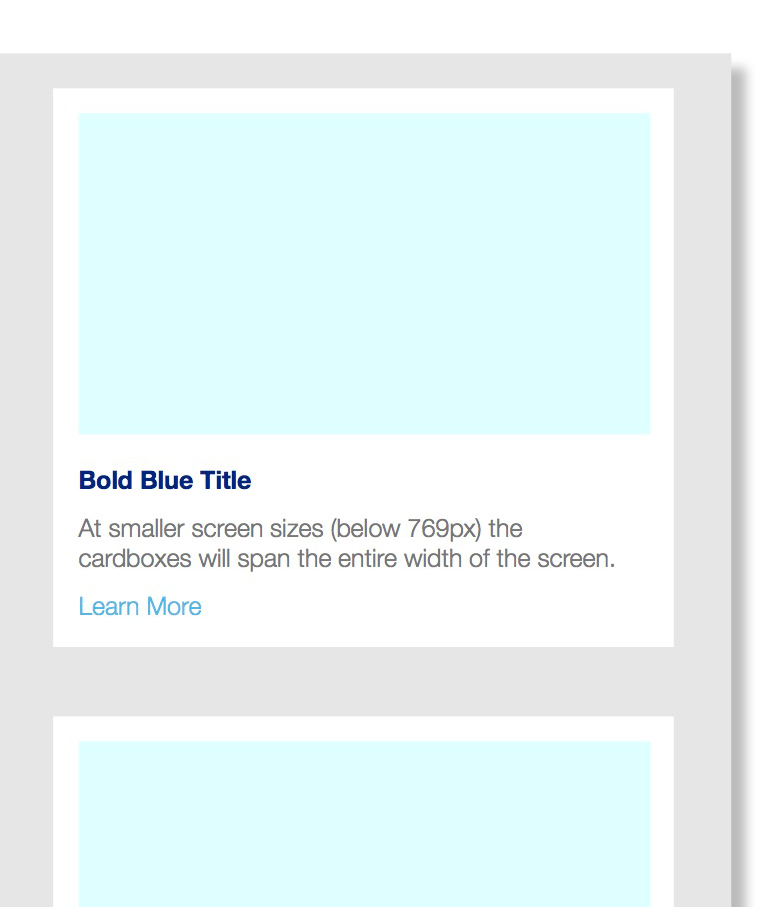 Bold Blue Title
At smaller screen sizes (below 769px) the
cardboxes will span the entire width of the screen.
Learn More